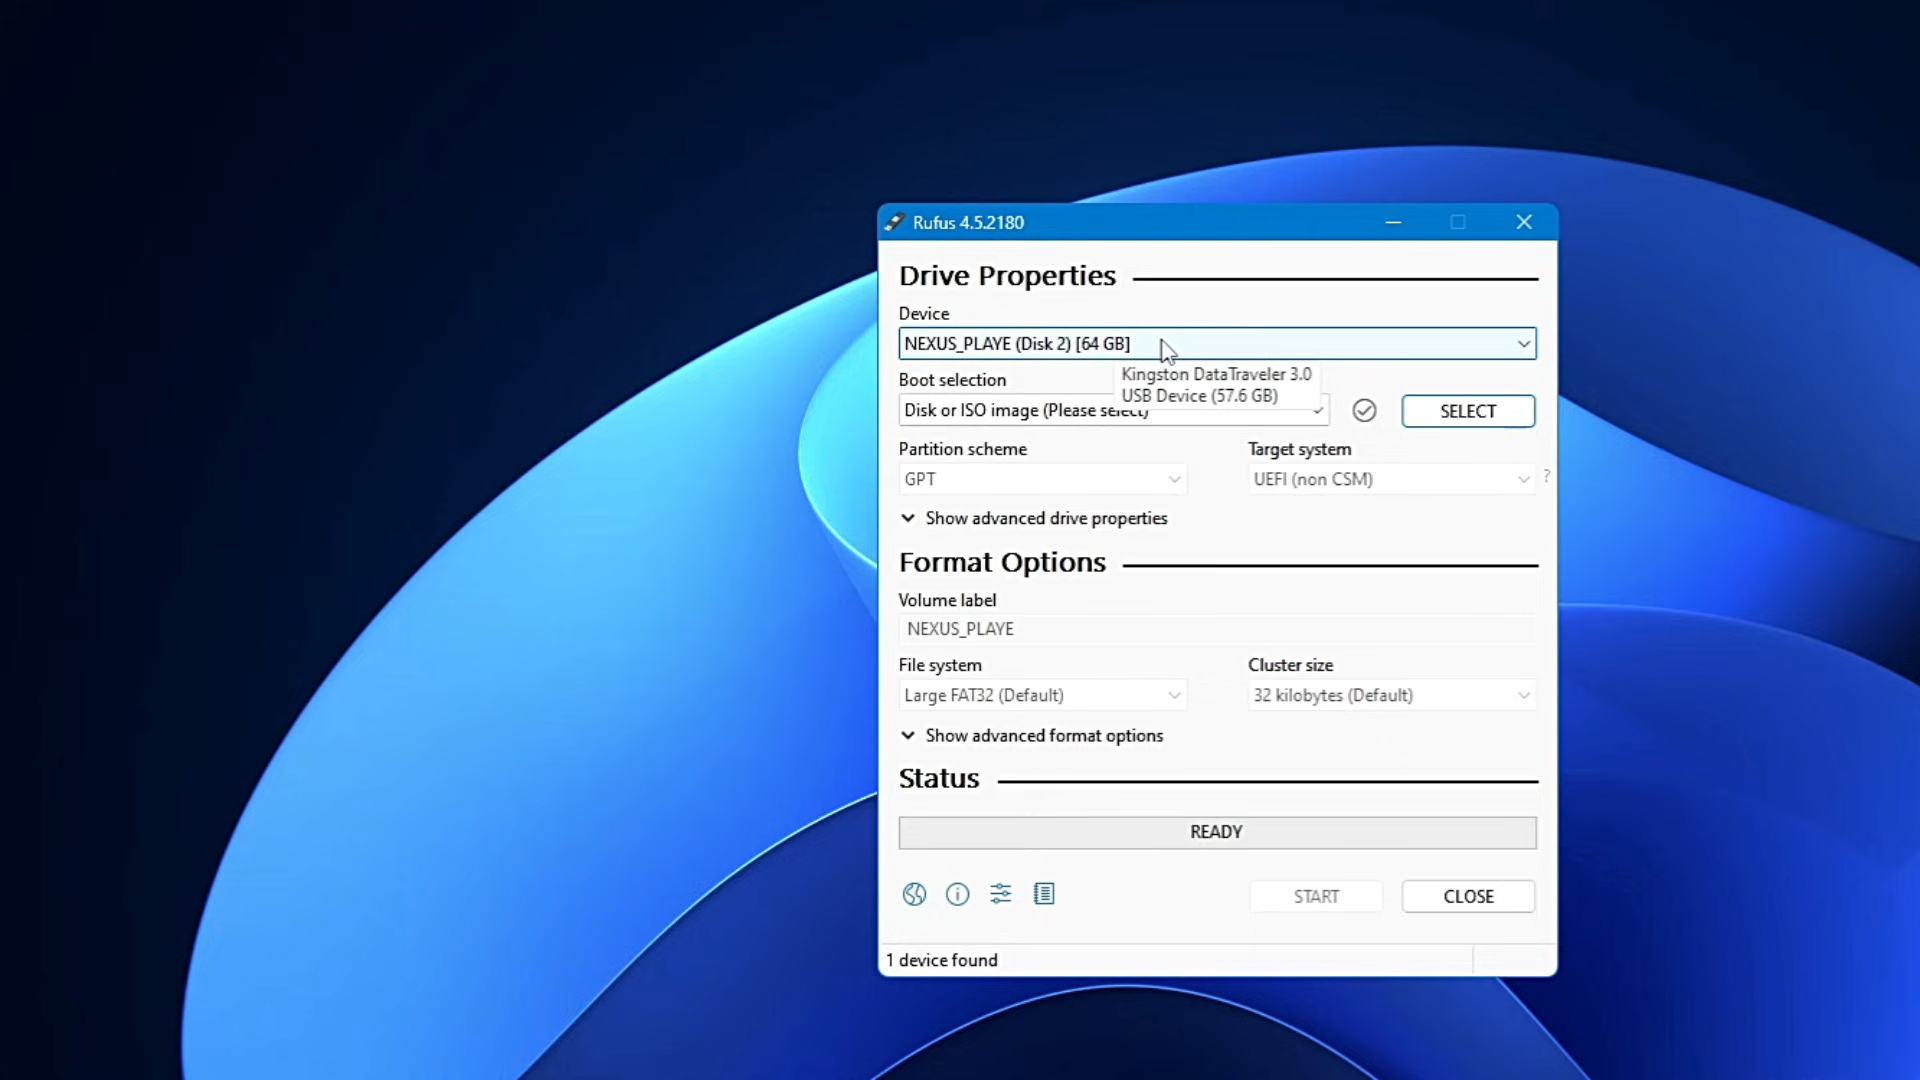 Rufus 4.5.2180
Drive Properties
Device
NEXUS_PLAYE (Disk 2) [64 GB]
Kingston DataTraveler 3.0
USB Device (57.6 GB)
Boot selection
Disk or ISO image (Please select)
SELECT
Partition scheme
Target system
GPT
UEFI (non CSM)
?
Show advanced drive properties
Format Options
Volume label
NEXUS_PLAYE
File system
Cluster size
Large FAT32 (Default)
32 kilobytes (Default)
Show advanced format options
Status
READY
START
CLOSE
1 device found